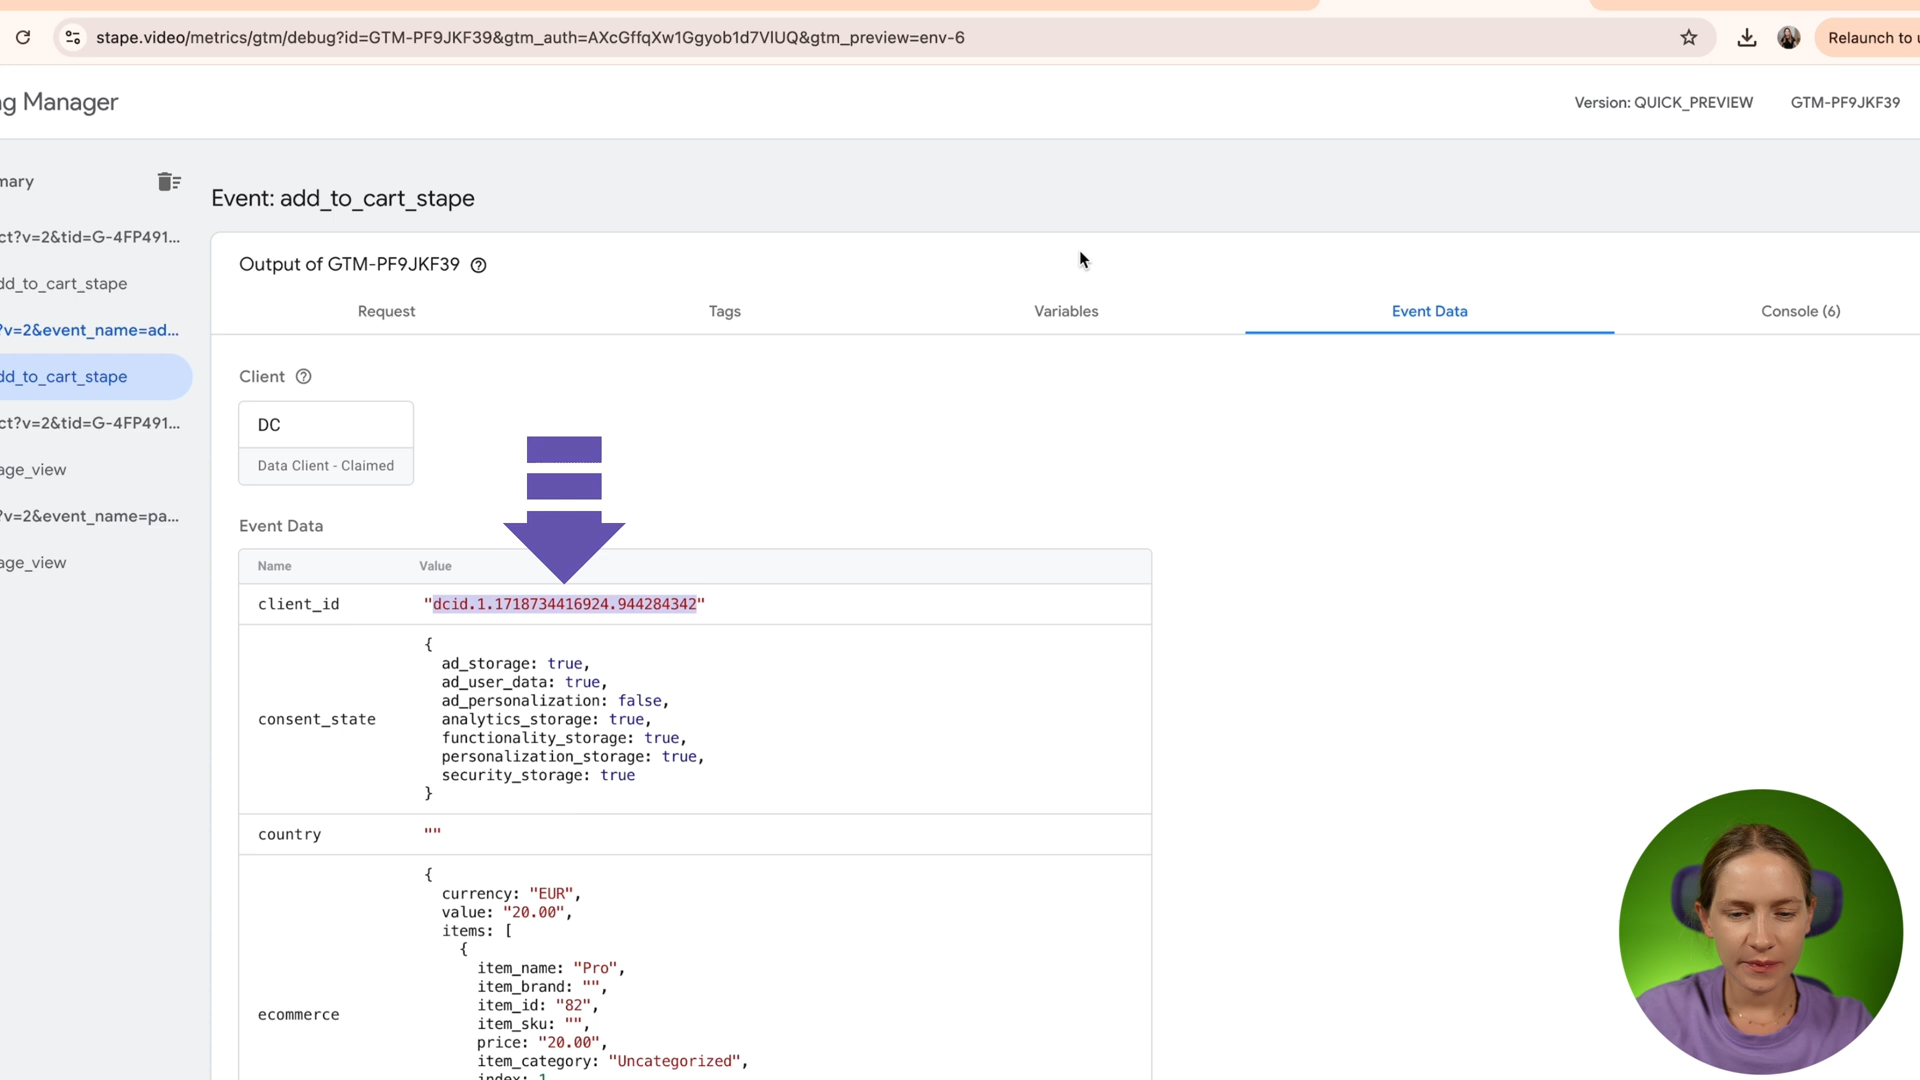 stape.video/metrics/gtm/debug?id=GTM-PF9JKF39&gtm_auth=AXcGffqXw1Ggyob1d7VIUQ&gtm_preview=env-6
Relaunch to u
ag Manager
Version: QUICK_PREVIEW
GTM-PF9JKF39
mary
ct?v=2&tid=G-4FP491...
dd_to_cart_stape
?v=2&event_name=ad...
dd_to_cart_stape
ct?v=2&tid=G-4FP491...
age_view
?v=2&event_name=pa...
age_view
Event: add_to_cart_stape
Output of GTM-PF9JKF39
Request
Tags
Variables
Event Data
Console (6)
Client
DC
Data Client - Claimed
Event Data
Name
Value
client_id
"dcid.1.1718734416924.944284342"
consent_state
{
ad_storage: true,
ad_user_data: true,
ad_personalization: false,
analytics_storage: true,
functionality_storage: true,
personalization_storage: true,
security_storage: true
}
country
""
ecommerce
{
currency: "EUR",
value: "20.00",
items: [
{
item_name: "Pro",
item_brand: "",
item_id: "82",
item_sku: "",
price: "20.00",
item_category: "Uncategorized",
index: 1